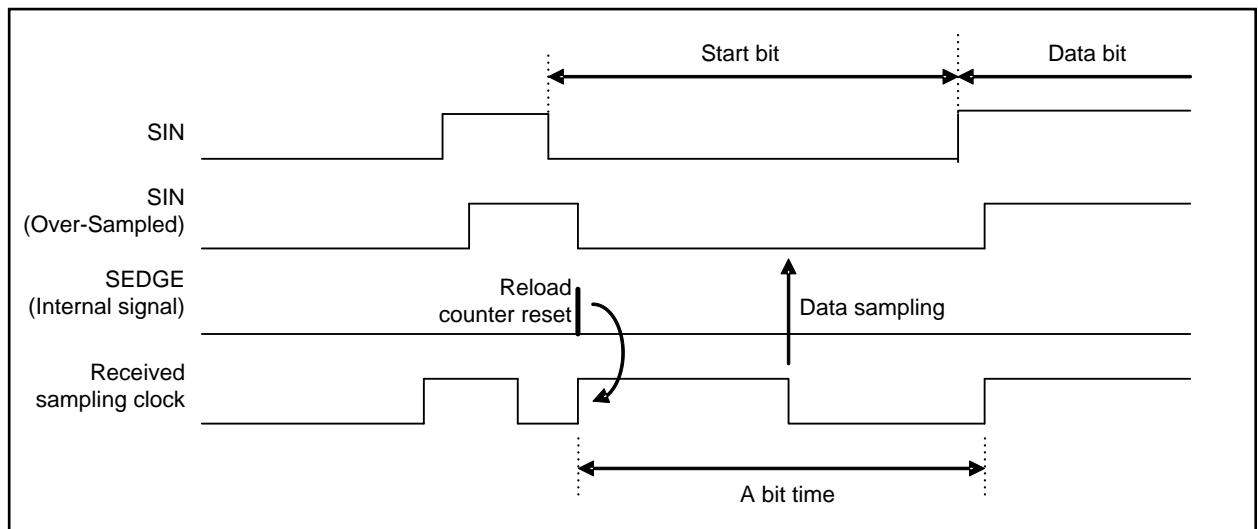 Start bit
Data bit
SIN
SIN
(Over-Sampled)
SEDGE
(Internal signal)
Reload
counter reset
Data sampling
Received
sampling clock
A bit time